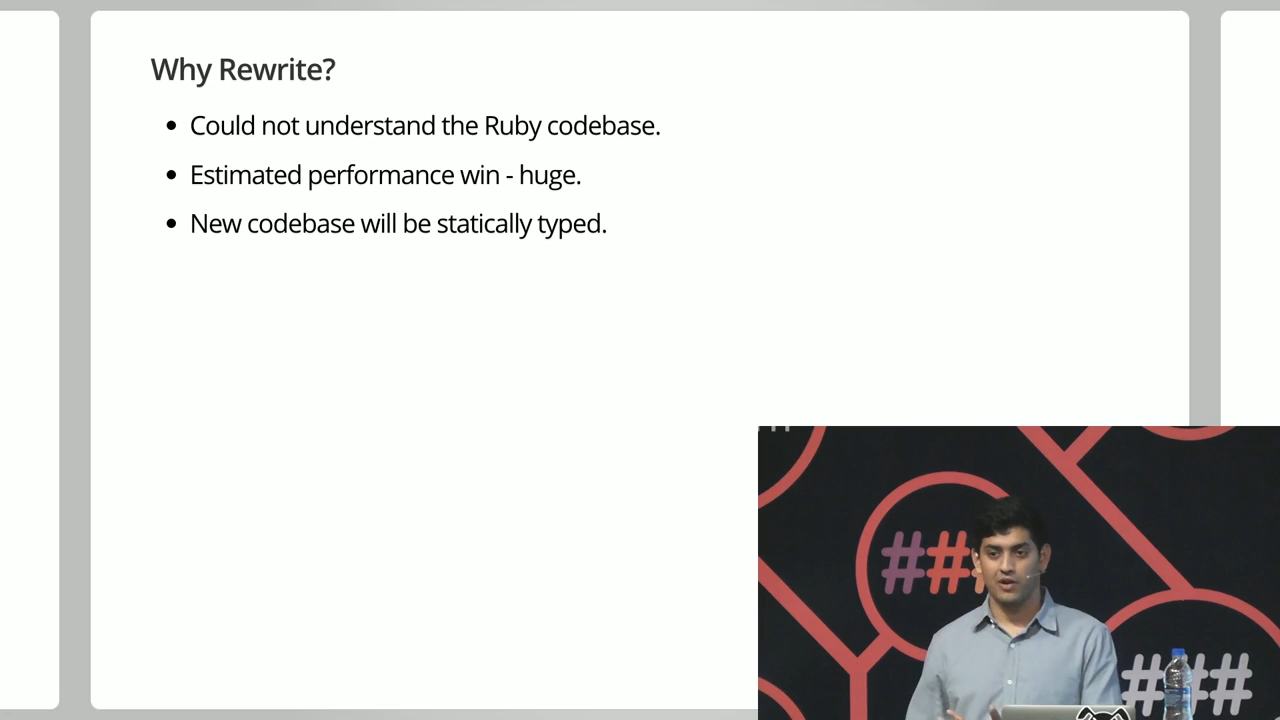 Why Rewrite?
Could not understand the Ruby codebase.
Estimated performance win - huge.
New codebase will be statically typed.
###
###